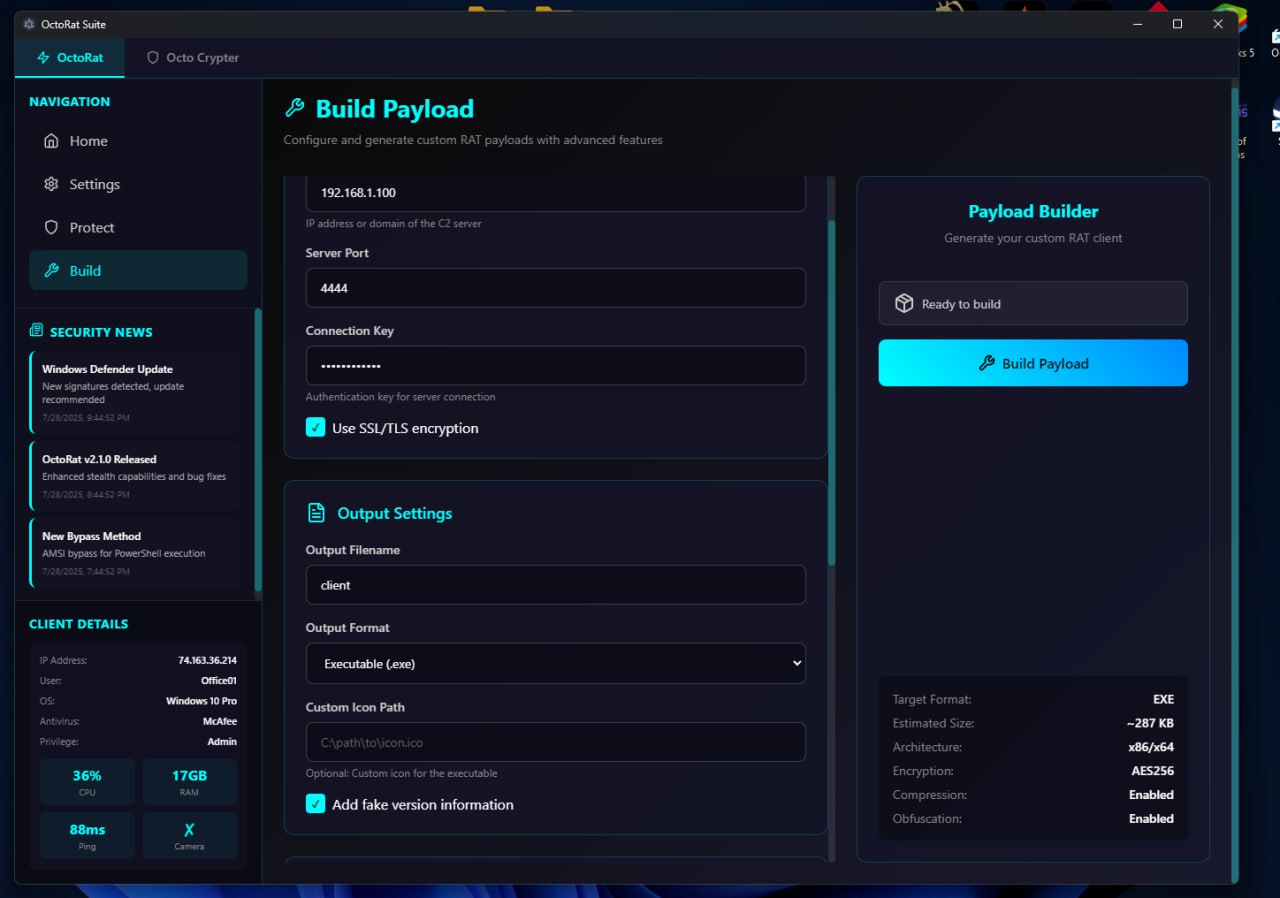 OctoRat Suite
OctoRat
Octo Crypter
NAVIGATION
Home
Settings
Protect
Build
SECURITY NEWS
Windows Defender Update
New signatures detected, update
recommended
7/28/2025, 9:44:52 PM
OctoRat v2.1.0 Released
Enhanced stealth capabilities and bug fixes
7/28/2025, 8:44:52 PM
New Bypass Method
AMSI bypass for PowerShell execution
7/28/2025, 7:44:52 PM
CLIENT DETAILS
IP Address: 74.163.36.214
User: Office01
OS: Windows 10 Pro
Antivirus: McAfee
Privilege: Admin
36%
CPU
17GB
RAM
88ms
Ping
✗
Camera
Build Payload
Configure and generate custom RAT payloads with advanced features
192.168.1.100
IP address or domain of the C2 server
Server Port
4444
Connection Key
••••••••••••
Authentication key for server connection
Use SSL/TLS encryption
Output Settings
Output Filename
client
Output Format
Executable (.exe)
Custom Icon Path
C:\path\to\icon.ico
Optional: Custom icon for the executable
Add fake version information
Payload Builder
Generate your custom RAT client
Ready to build
Build Payload
Target Format: EXE
Estimated Size: ~287 KB
Architecture: x86/x64
Encryption: AES256
Compression: Enabled
Obfuscation: Enabled